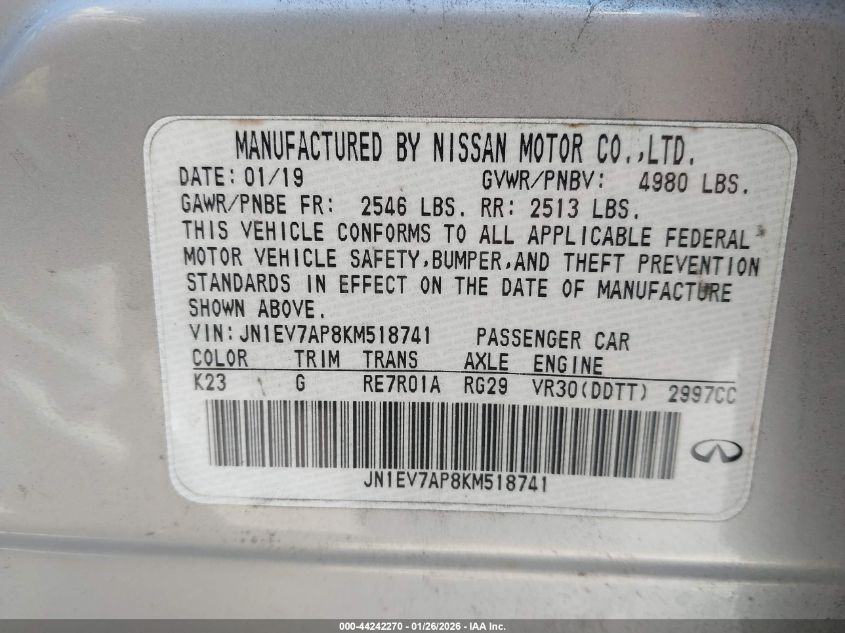 MANUFACTURED BY NISSAN MOTOR CO.,LTD.
DATE: 01/19 GVWR/PNBV: 4980 LBS.
GAWR/PNBE FR: 2546 LBS. RR: 2513 LBS.
THIS VEHICLE CONFORMS TO ALL APPLICABLE FEDERAL
MOTOR VEHICLE SAFETY,BUMPER,AND THEFT PREVENTION
STANDARDS IN EFFECT ON THE DATE OF MANUFACTURE
SHOWN ABOVE.
VIN: JN1EV7AP8KM518741 PASSENGER CAR
COLOR TRIM TRANS AXLE ENGINE
K23 G RE7R01A RG29 VR30(DDTT) 2997CC
JN1EV7AP8KM518741
000-44242270 - 01/26/2026 - IAA Inc.